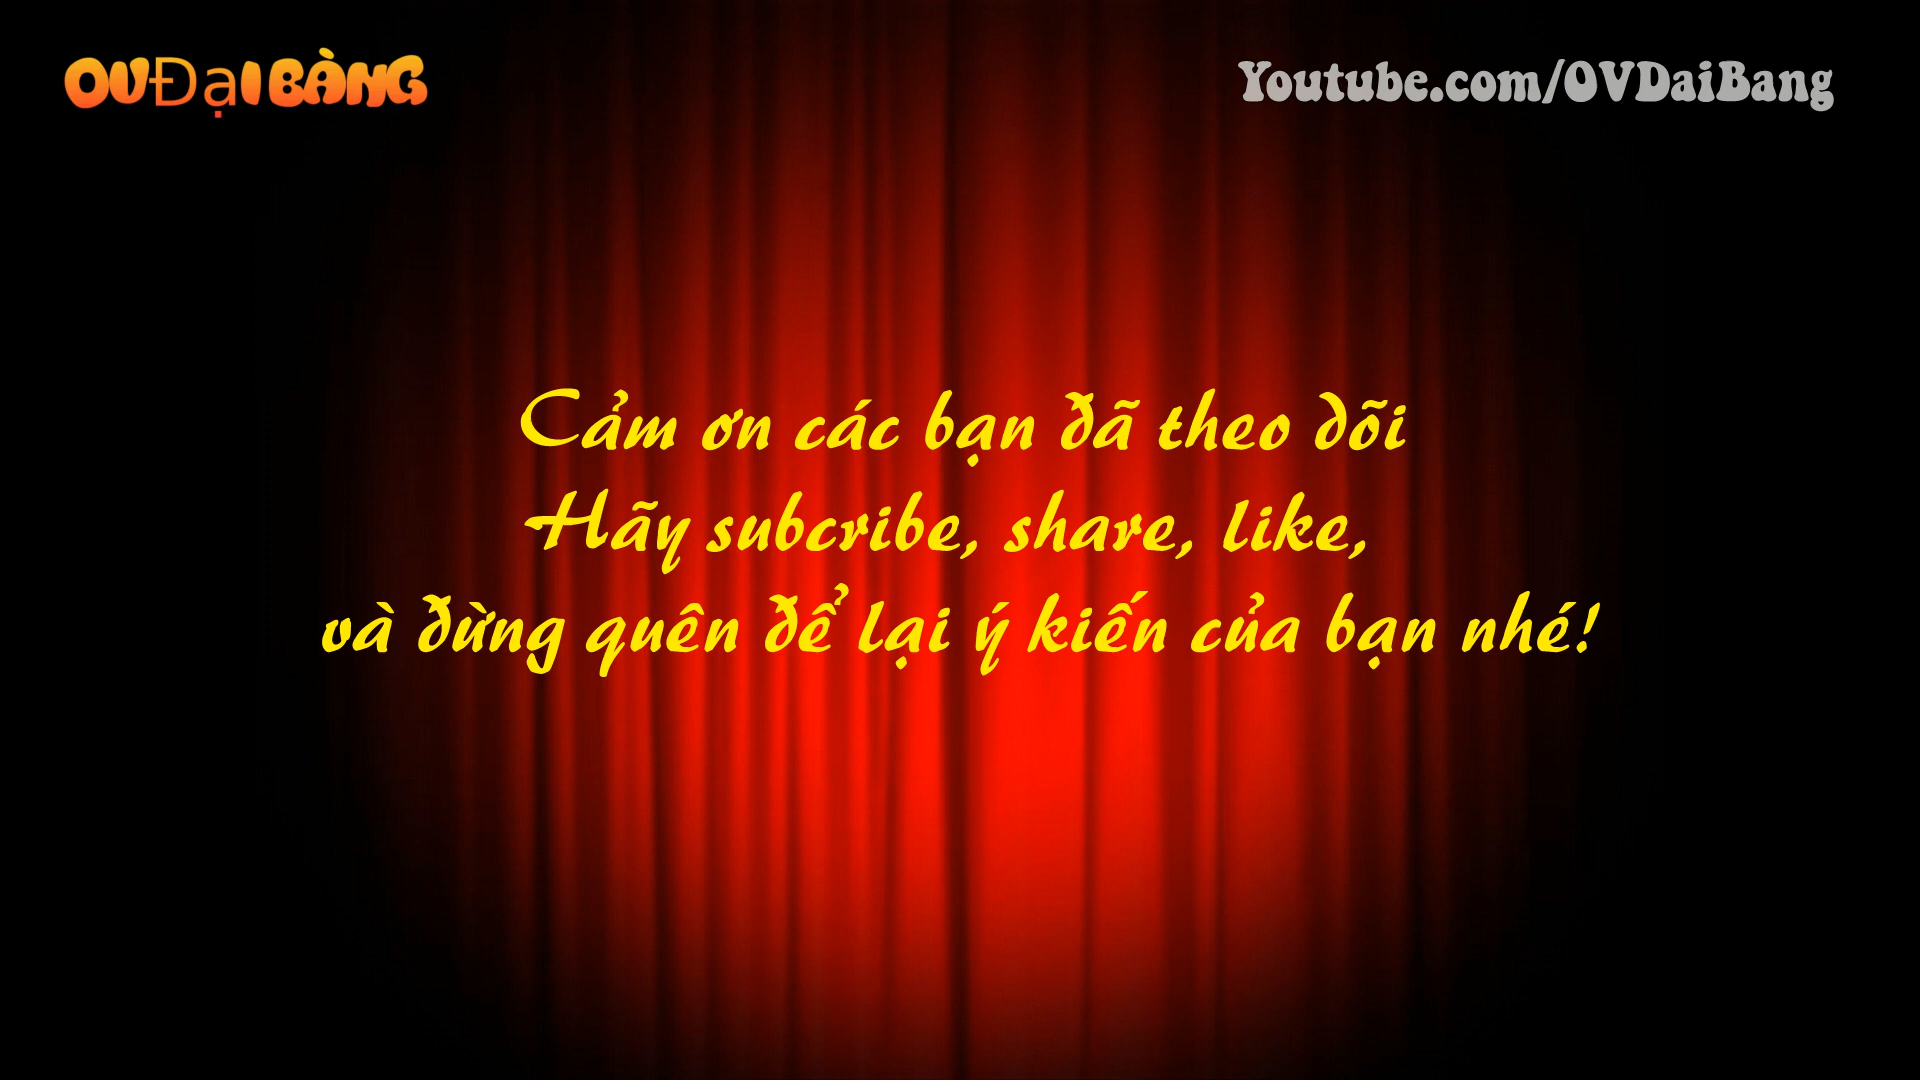 OVĐạI BÀNG
Youtube.com/OVDaiBang
Cảm ơn các bạn đã theo dõi
Hãy subcribe, share, like,
và đừng quên để lại ý kiến của bạn nhé!